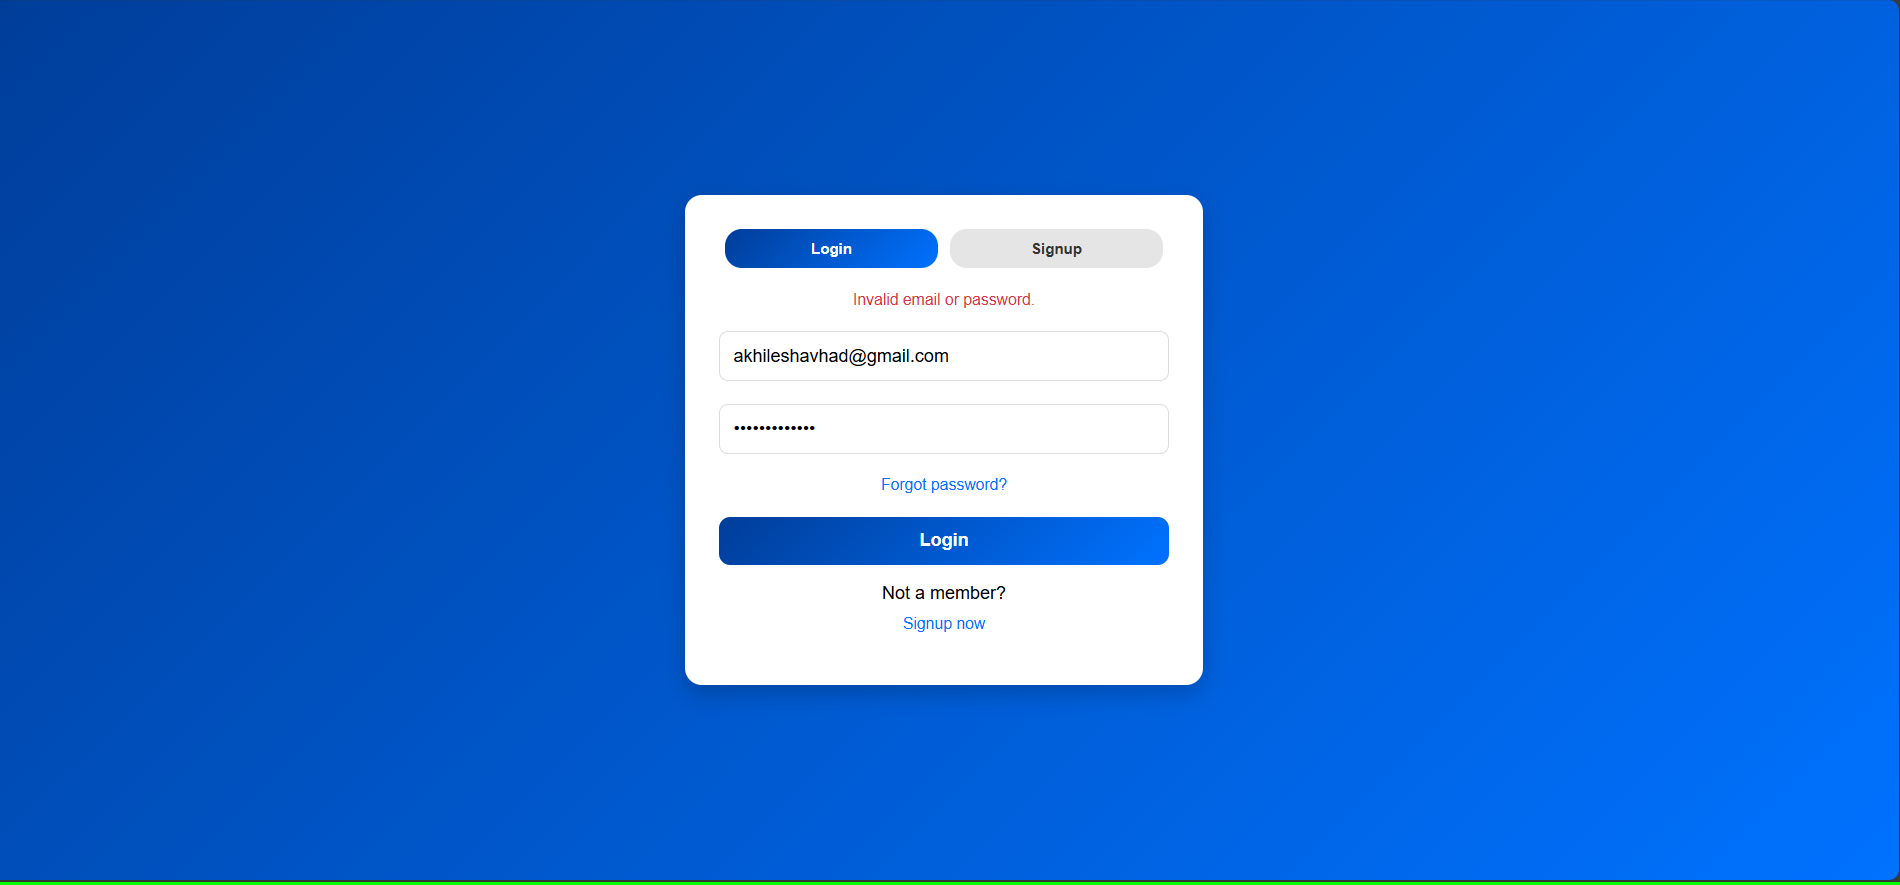 Login Signup
Invalid email or password.
akhileshavhad@gmail.com
•••••••••••••
Forgot password?
Login
Not a member?
Signup now